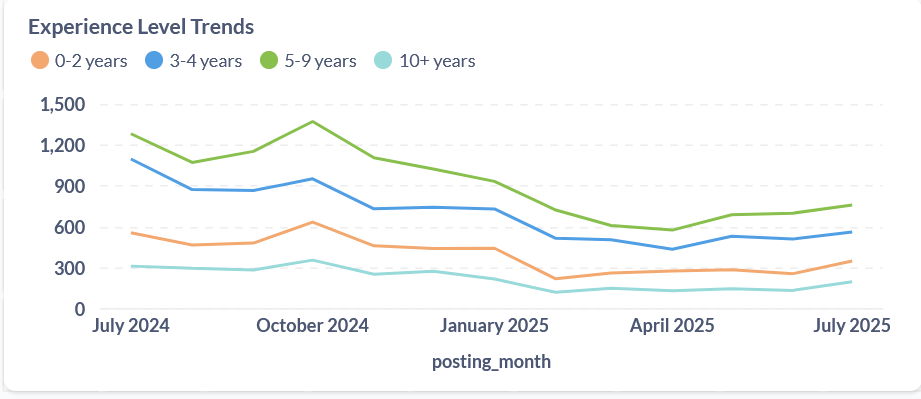 Experience Level Trends
0-2 years 3-4 years 5-9 years 10+ years
1,500
1,200
900
600
300
0
July 2024 October 2024 January 2025 April 2025 July 2025
posting_month